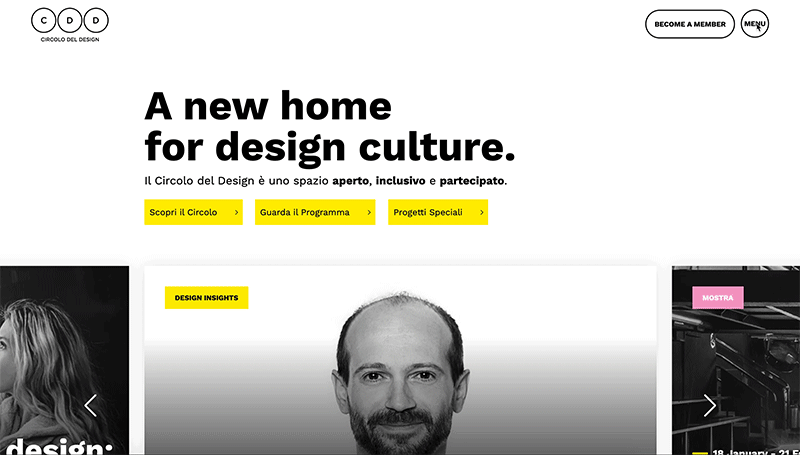 C D D
CIRCOLO DEL DESIGN
BECOME A MEMBER
MENU
A new home
for design culture.
Il Circolo del Design è uno spazio aperto, inclusivo e partecipato.
Scopri il Circolo
Guarda il Programma
Progetti Speciali
DESIGN INSIGHTS
MOSTRA
design:
18 January - 21